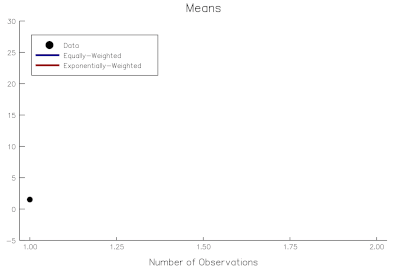 Means
30
Data
Equally-Weighted
Exponentially-Weighted
25
20
15
10
5
0
-5
1.00 1.25 1.50 1.75 2.00
Number of Observations